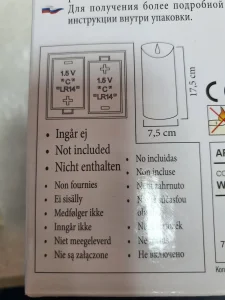 Для получения более подробной
инструкции внутри упаковки.
+
1.5 V
"C"
"LR14"
1.5 V
"C"
"LR14"
+
17,5 cm
7,5 cm
• Ingår ej
• Not included
• Nicht enthalten
• Non fournies
• Ei sisälly
• Medfølger ikke
• Inngår ikke
• Niet meegeleverd
• Nie są załączone
• No incluidas
• Non incluse
• Не включено